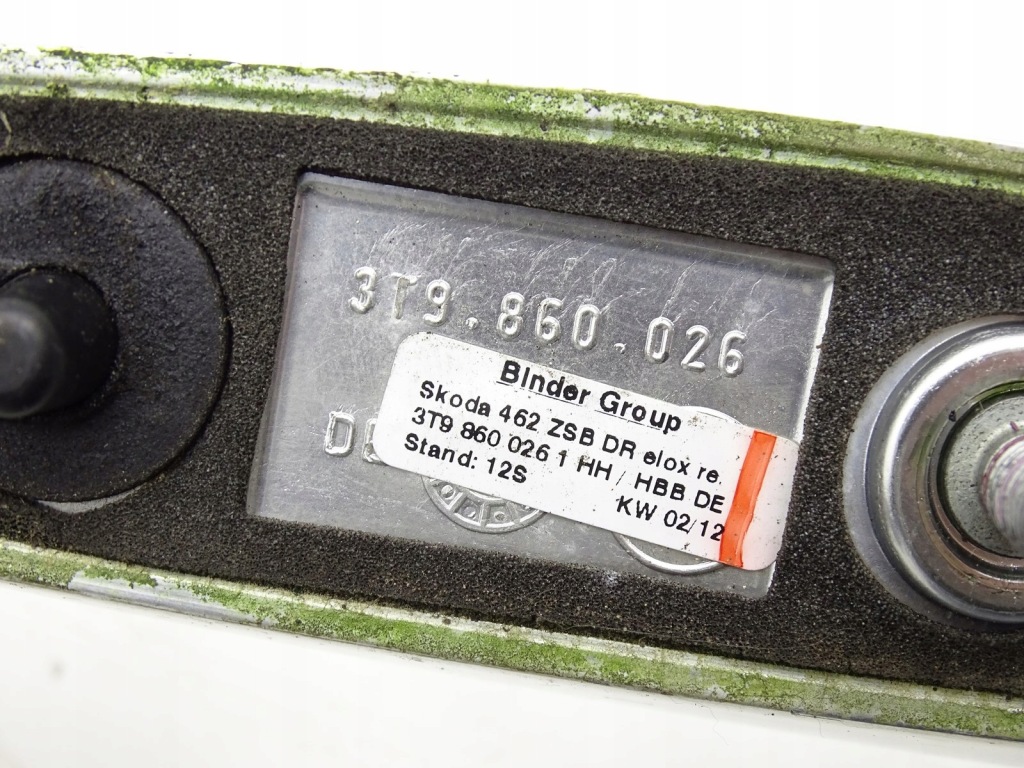 3T9.860.026
Binder Group
Skoda 462 ZSB DR elox re.
3T9 860 026 1 HH / HBB DE
Stand: 12S
KW 02/12